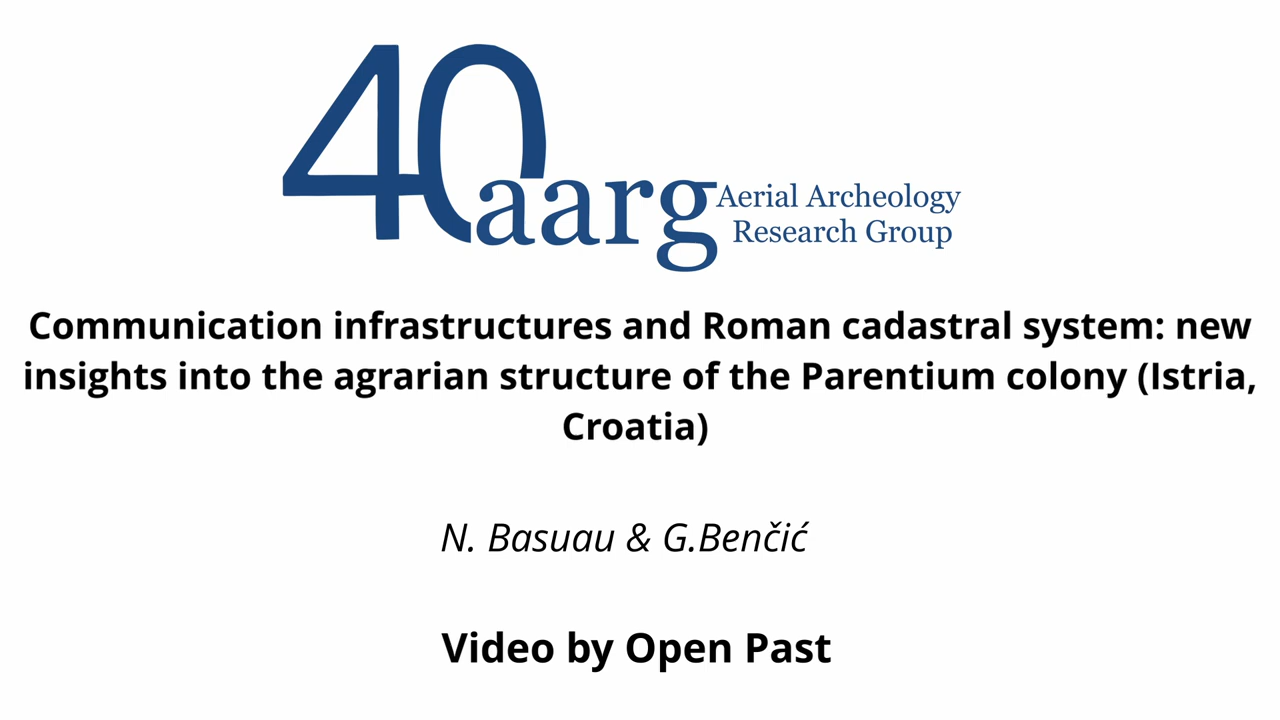 40 aarg Aerial Archeology
Research Group
Communication infrastructures and Roman cadastral system: new
insights into the agrarian structure of the Parentium colony (Istria,
Croatia)
N. Basuau & G.Benčić
Video by Open Past